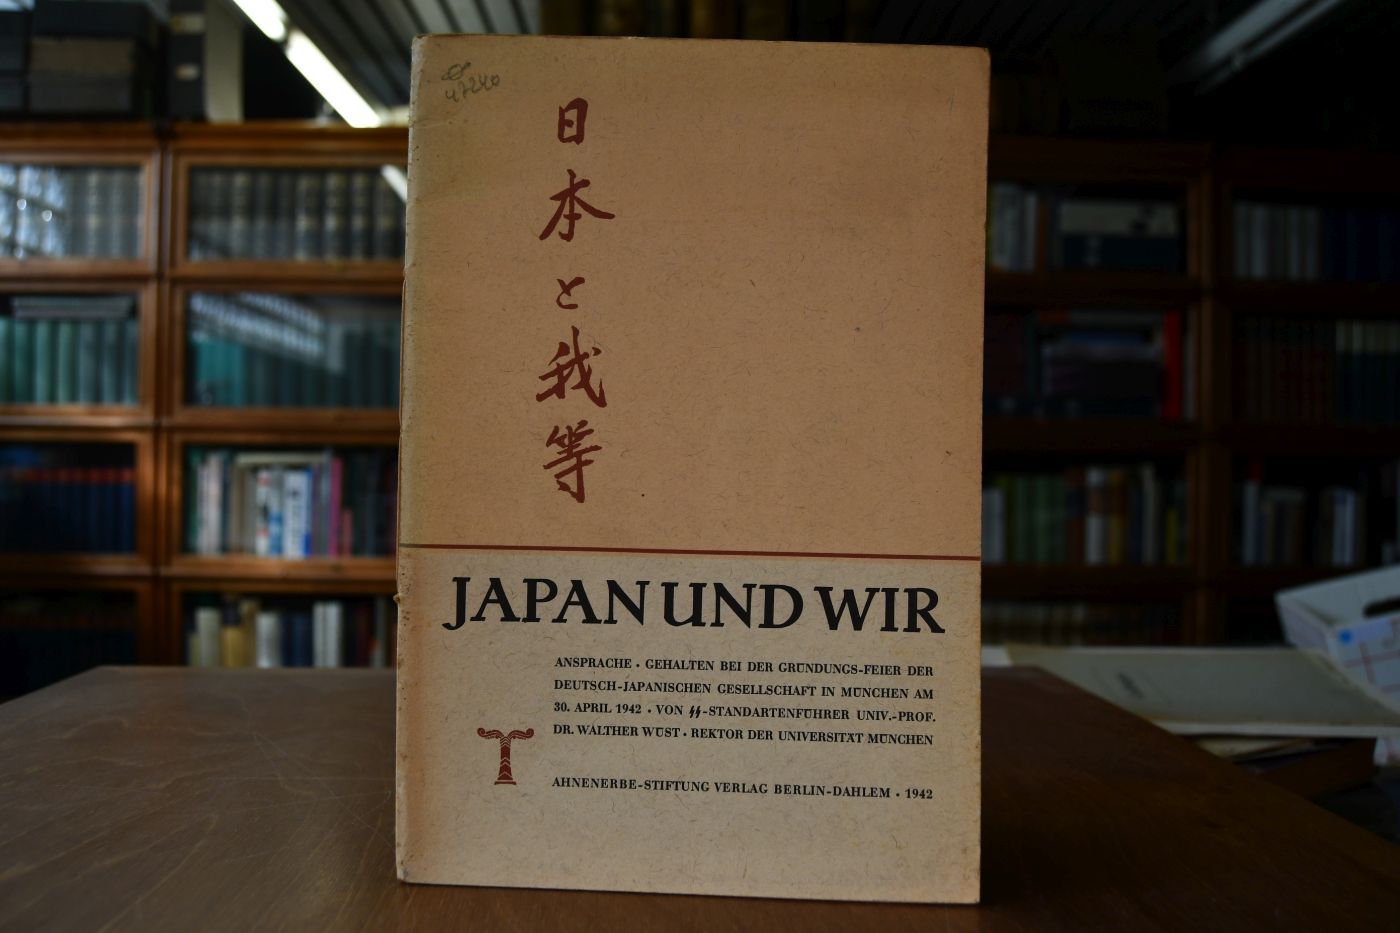 47240
日本と我等
JAPAN UND WIR
ANSPRACHE · GEHALTEN BEI DER GRÜNDUNGS-FEIER DER
DEUTSCH-JAPANISCHEN GESELLSCHAFT IN MÜNCHEN AM
30. APRIL 1942 · VON ᛋᛋ-STANDARTENFÜHRER UNIV.-PROF.
DR. WALTHER WÜST · REKTOR DER UNIVERSITÄT MÜNCHEN
AHNENERBE-STIFTUNG VERLAG BERLIN-DAHLEM · 1942